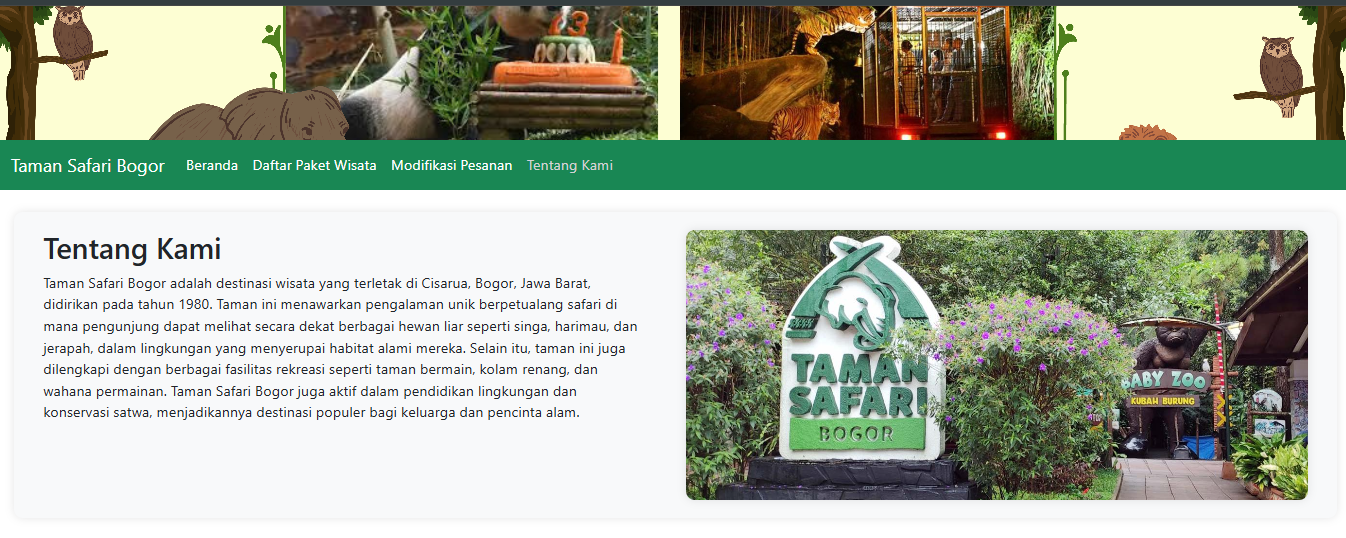 23
Taman Safari Bogor Beranda Daftar Paket Wisata Modifikasi Pesanan Tentang Kami
Tentang Kami
Taman Safari Bogor adalah destinasi wisata yang terletak di Cisarua, Bogor, Jawa Barat,
didirikan pada tahun 1980. Taman ini menawarkan pengalaman unik berpetualang safari di
mana pengunjung dapat melihat secara dekat berbagai hewan liar seperti singa, harimau, dan
jerapah, dalam lingkungan yang menyerupai habitat alami mereka. Selain itu, taman ini juga
dilengkapi dengan berbagai fasilitas rekreasi seperti taman bermain, kolam renang, dan
wahana permainan. Taman Safari Bogor juga aktif dalam pendidikan lingkungan dan
konservasi satwa, menjadikannya destinasi populer bagi keluarga dan pencinta alam.
TAMAN
SAFARI
BOGOR
BABY ZOO
KUBAH BURUNG